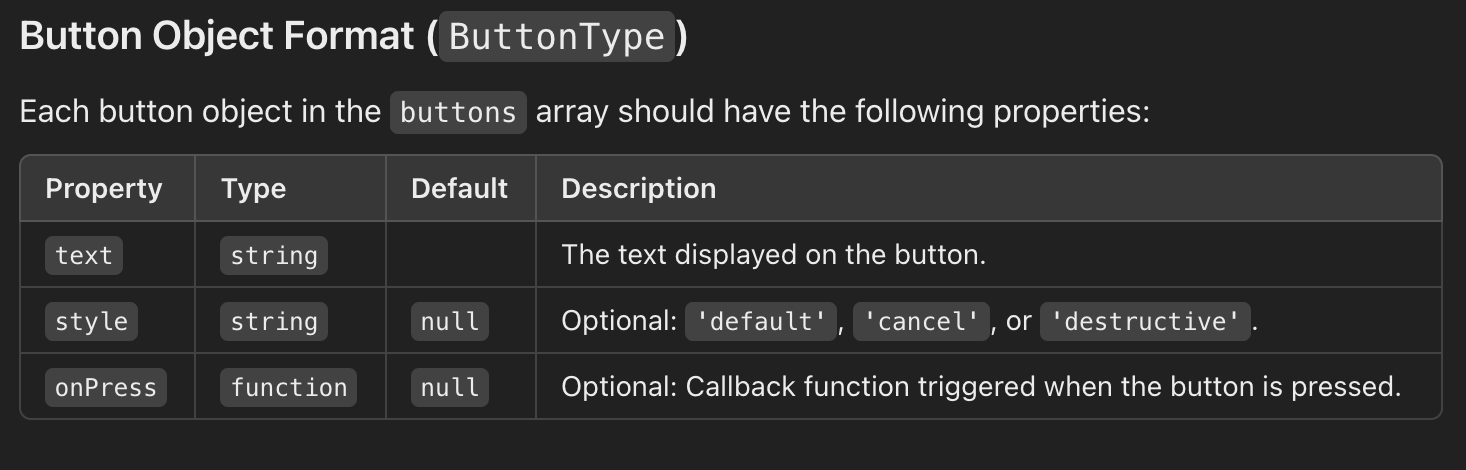 Button Object Format (ButtonType)
Each button object in the buttons array should have the following properties:
Property Type Default Description
text string The text displayed on the button.
style string null Optional: 'default', 'cancel', or 'destructive'.
onPress function null Optional: Callback function triggered when the button is pressed.